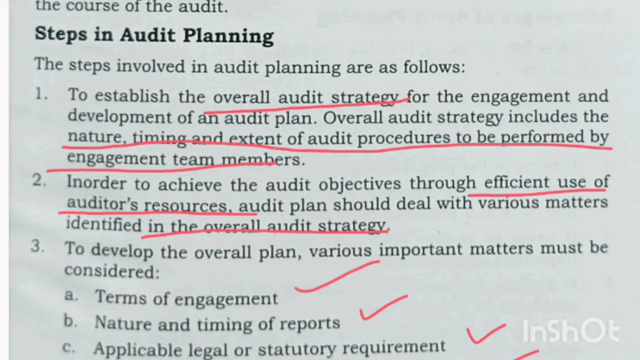 the course of the audit.
Steps in Audit Planning
The steps involved in audit planning are as follows:
1. To establish the overall audit strategy for the engagement and
development of an audit plan. Overall audit strategy includes the
nature, timing and extent of audit procedures to be performed by
engagement team members.
2. Inorder to achieve the audit objectives through efficient use of
auditor's resources, audit plan should deal with various matters
identified in the overall audit strategy.
3. To develop the overall plan, various important matters must be
considered:
a. Terms of engagement
b. Nature and timing of reports
c. Applicable legal or statutory requirement
InShOt